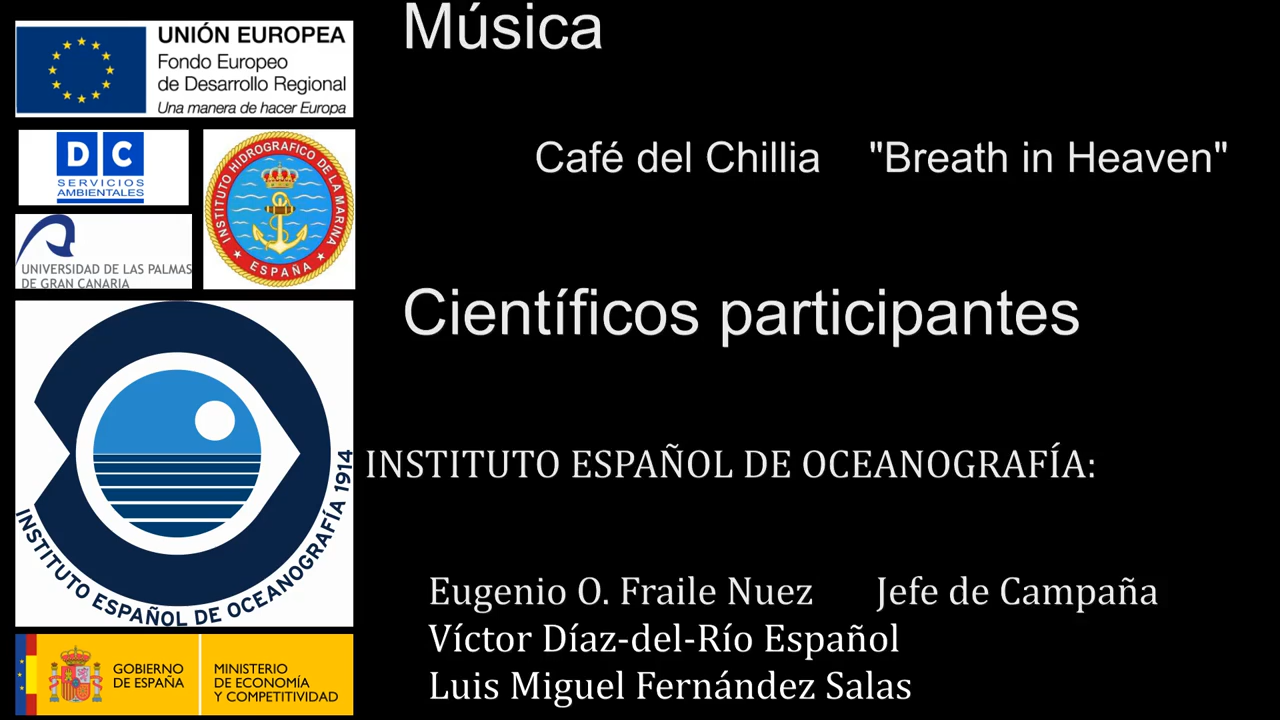 UNIÓN EUROPEA
Fondo Europeo
de Desarrollo Regional
Una manera de hacer Europa
D C
SERVICIOS
AMBIENTALES
INSTITUTO HIDROGRAFICO DE LA MARINA
ESPAÑA
UNIVERSIDAD DE LAS PALMAS
DE GRAN CANARIA
INSTITUTO ESPAÑOL DE OCEANOGRAFÍA 1914
GOBIERNO
DE ESPAÑA
MINISTERIO
DE ECONOMÍA
Y COMPETITIVIDAD
Música
Café del Chillia "Breath in Heaven"
Científicos participantes
INSTITUTO ESPAÑOL DE OCEANOGRAFÍA:
Eugenio O. Fraile Nuez Jefe de Campaña
Víctor Díaz-del-Río Español
Luis Miguel Fernández Salas